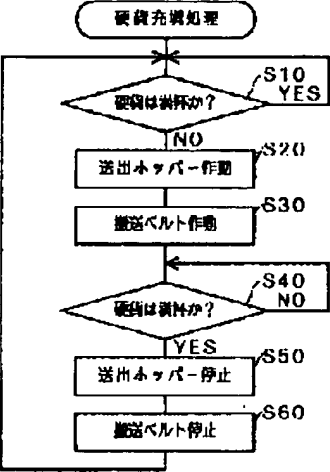 硬貨充填処理
S10
硬貨は満杯か?
YES
NO
S20
送出ホッパー作動
S30
搬送ベルト作動
S40
硬貨は満杯か?
NO
YES
S50
送出ホッパー停止
S60
搬送ベルト停止